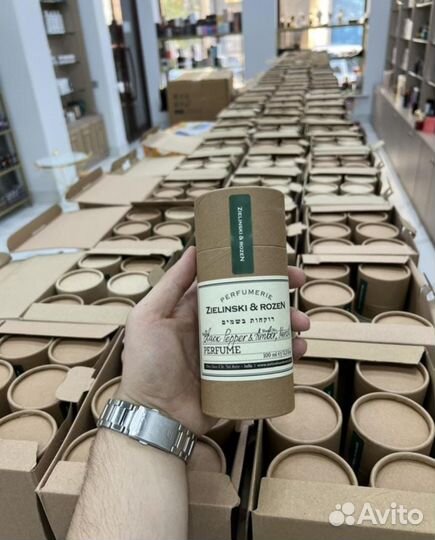 ZIELINSKI & ROZEN
PERFUMERIE
ZIELINSKI & ROZEN
רוקחות בשמים
Black Pepper & Amber, Neroli
PERFUME
100 ml
Avito